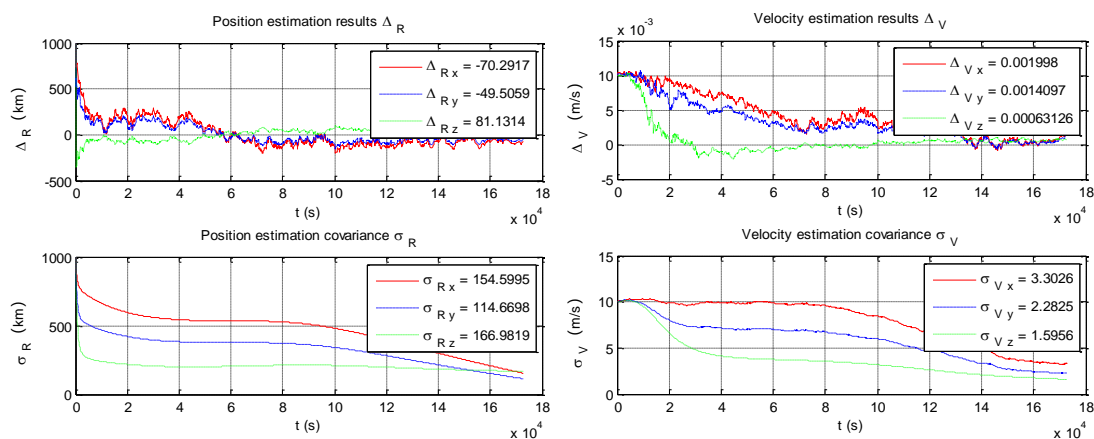 Position estimation results Δ R
1000
500
0
-500
Δ R (km)
0 2 4 6 8 10 12 14 16 18
t (s)
x 10^4
Δ R x = -70.2917
Δ R y = -49.5059
Δ R z = 81.1314
Velocity estimation results Δ V
x 10^-3
15
10
5
0
-5
Δ V (m/s)
0 2 4 6 8 10 12 14 16 18
t (s)
x 10^4
Δ V x = 0.001998
Δ V y = 0.0014097
Δ V z = 0.00063126
Position estimation covariance σ R
1000
500
0
σ R (km)
0 2 4 6 8 10 12 14 16 18
t (s)
x 10^4
σ R x = 154.5995
σ R y = 114.6698
σ R z = 166.9819
Velocity estimation covariance σ V
15
10
5
0
σ V (m/s)
0 2 4 6 8 10 12 14 16 18
t (s)
x 10^4
σ V x = 3.3026
σ V y = 2.2825
σ V z = 1.5956